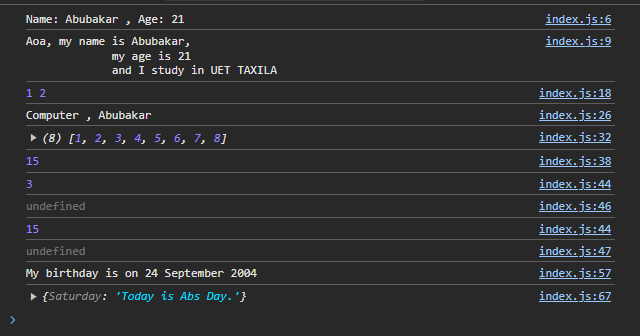 Name: Abubakar , Age: 21 index.js:6
Aoa, my name is Abubakar, index.js:9
my age is 21
and I study in UET TAXILA
1 2 index.js:18
Computer , Abubakar index.js:26
▶ (8) [1, 2, 3, 4, 5, 6, 7, 8] index.js:32
15 index.js:38
3 index.js:44
undefined index.js:46
15 index.js:44
undefined index.js:47
My birthday is on 24 September 2004 index.js:57
▶ {Saturday: 'Today is Abs Day.'} index.js:67
>